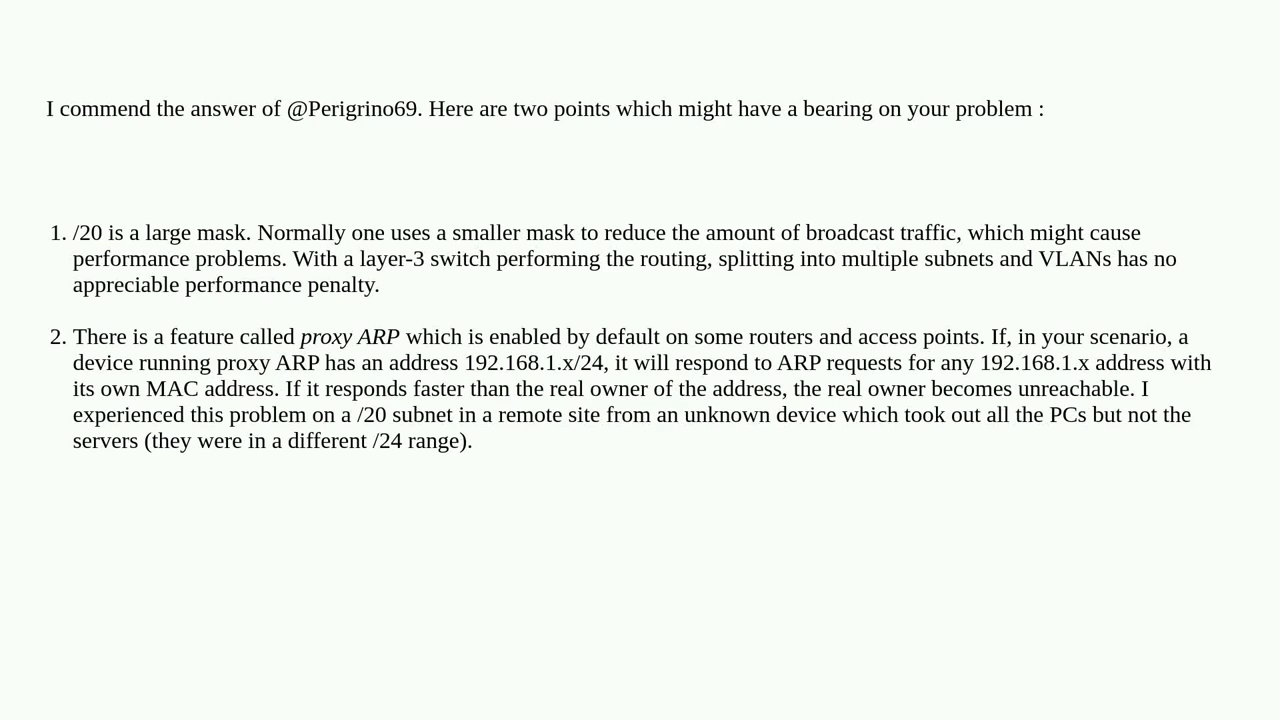 I commend the answer of @Perigrino69. Here are two points which might have a bearing on your problem :
1. /20 is a large mask. Normally one uses a smaller mask to reduce the amount of broadcast traffic, which might cause
performance problems. With a layer-3 switch performing the routing, splitting into multiple subnets and VLANs has no
appreciable performance penalty.
2. There is a feature called proxy ARP which is enabled by default on some routers and access points. If, in your scenario, a
device running proxy ARP has an address 192.168.1.x/24, it will respond to ARP requests for any 192.168.1.x address with
its own MAC address. If it responds faster than the real owner of the address, the real owner becomes unreachable. I
experienced this problem on a /20 subnet in a remote site from an unknown device which took out all the PCs but not the
servers (they were in a different /24 range).